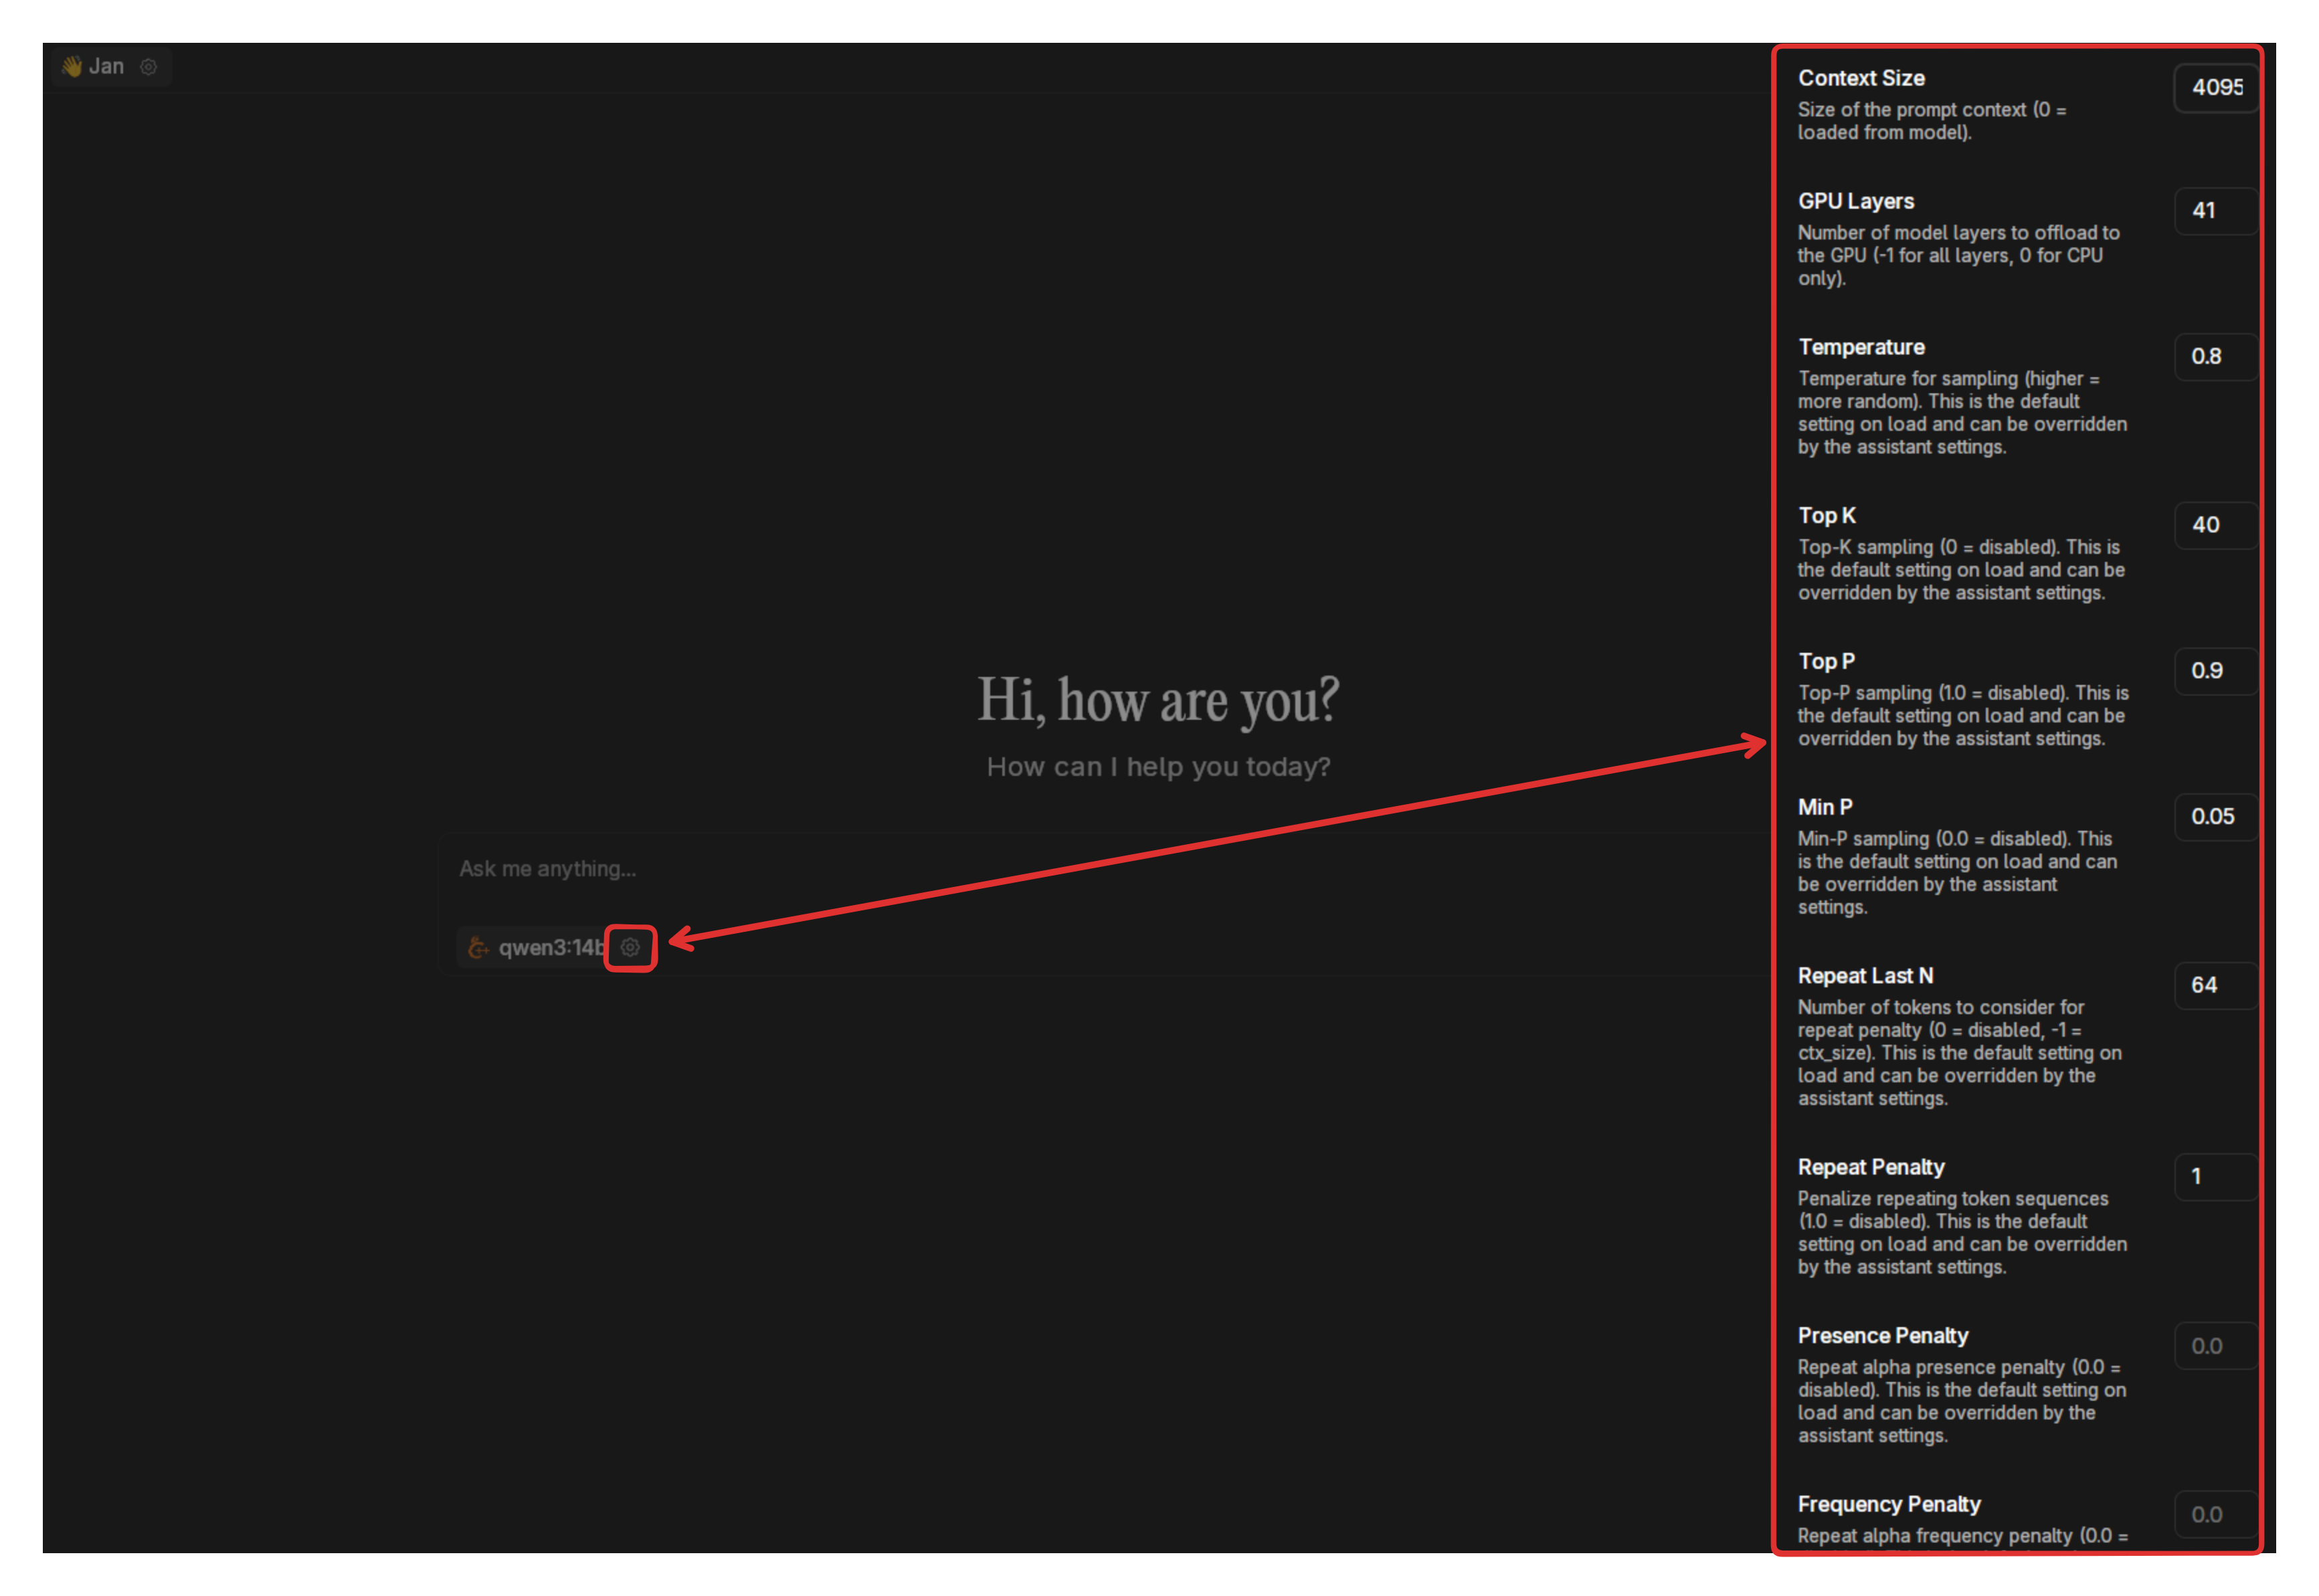 👋 Jan
Hi, how are you?
How can I help you today?
Ask me anything...
qwen3:14b
Context Size
4095
Size of the prompt context (0 =
loaded from model).
GPU Layers
41
Number of model layers to offload to
the GPU (-1 for all layers, 0 for CPU
only).
Temperature
0.8
Temperature for sampling (higher =
more random). This is the default
setting on load and can be overridden
by the assistant settings.
Top K
40
Top-K sampling (0 = disabled). This is
the default setting on load and can be
overridden by the assistant settings.
Top P
0.9
Top-P sampling (1.0 = disabled). This is
the default setting on load and can be
overridden by the assistant settings.
Min P
0.05
Min-P sampling (0.0 = disabled). This
is the default setting on load and can
be overridden by the assistant
settings.
Repeat Last N
64
Number of tokens to consider for
repeat penalty (0 = disabled, -1 =
ctx_size). This is the default setting on
load and can be overridden by the
assistant settings.
Repeat Penalty
1
Penalize repeating token sequences
(1.0 = disabled). This is the default
setting on load and can be overridden
by the assistant settings.
Presence Penalty
0.0
Repeat alpha presence penalty (0.0 =
disabled). This is the default setting on
load and can be overridden by the
assistant settings.
Frequency Penalty
0.0
Repeat alpha frequency penalty (0.0 =